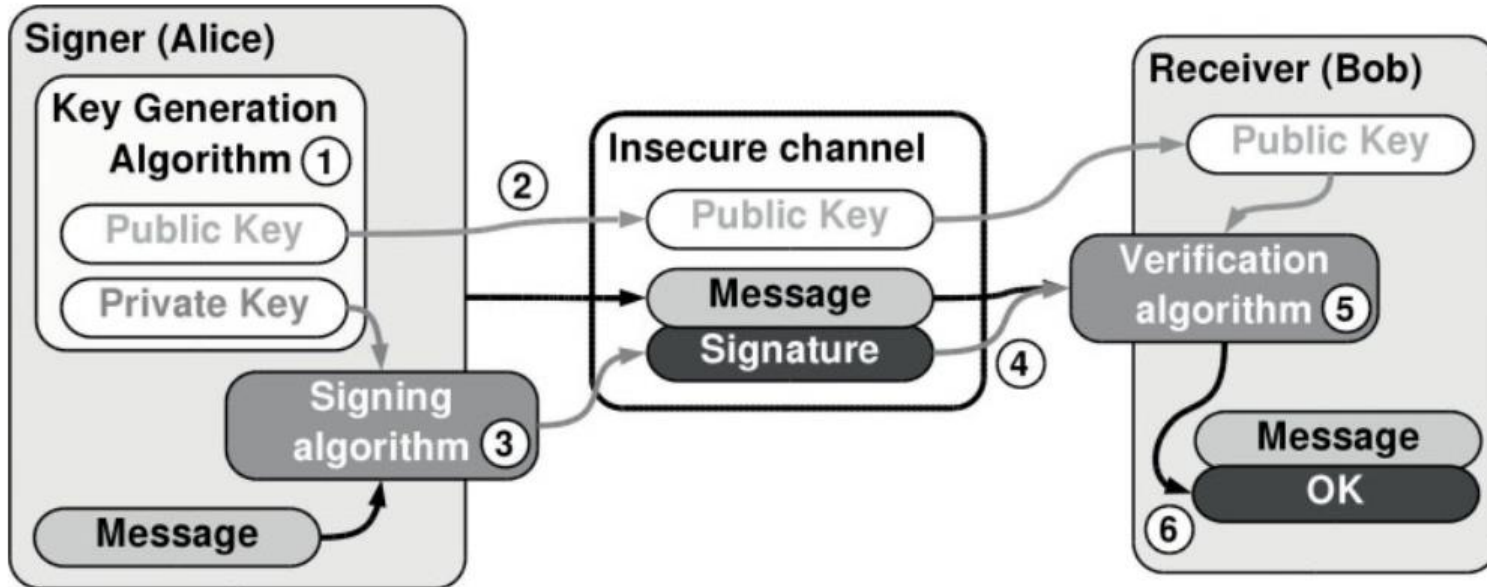 Signer (Alice)
Key Generation
Algorithm 1
Public Key
Private Key
Signing
algorithm 3
Message
2
Insecure channel
Public Key
Message
Signature
4
Receiver (Bob)
Public Key
Verification
algorithm 5
Message
OK
6